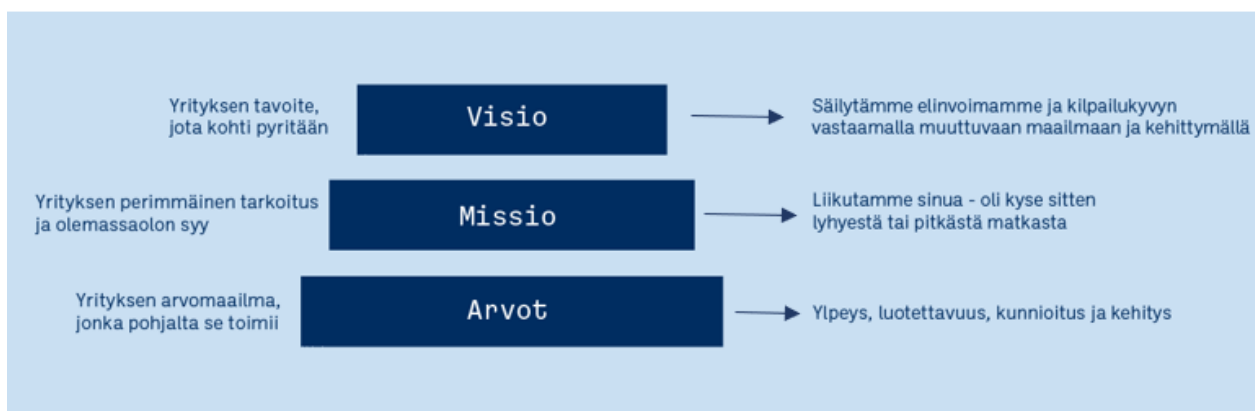 Yrityksen tavoite,
jota kohti pyritään
Visio
Säilytämme elinvoimamme ja kilpailukyvyn
vastaamalla muuttuvaan maailmaan ja kehittymällä
Yrityksen perimmäinen tarkoitus
ja olemassaolon syy
Missio
Liikutamme sinua - oli kyse sitten
lyhyestä tai pitkästä matkasta
Yrityksen arvomaailma,
jonka pohjalta se toimii
Arvot
Ylpeys, luotettavuus, kunnioitus ja kehitys